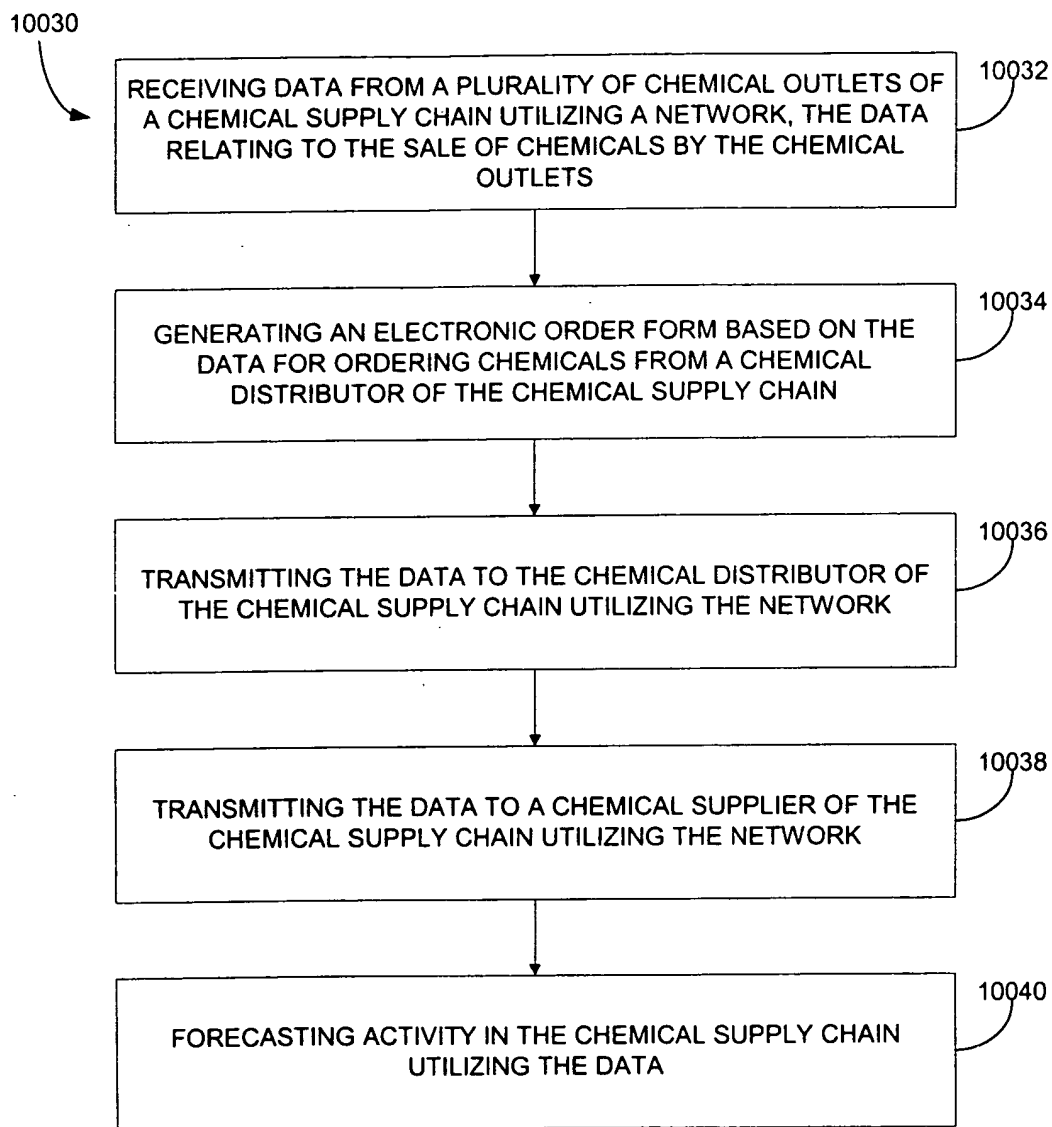 10030
10032
RECEIVING DATA FROM A PLURALITY OF CHEMICAL OUTLETS OF
A CHEMICAL SUPPLY CHAIN UTILIZING A NETWORK, THE DATA
RELATING TO THE SALE OF CHEMICALS BY THE CHEMICAL
OUTLETS
10034
GENERATING AN ELECTRONIC ORDER FORM BASED ON THE
DATA FOR ORDERING CHEMICALS FROM A CHEMICAL
DISTRIBUTOR OF THE CHEMICAL SUPPLY CHAIN
10036
TRANSMITTING THE DATA TO THE CHEMICAL DISTRIBUTOR OF
THE CHEMICAL SUPPLY CHAIN UTILIZING THE NETWORK
10038
TRANSMITTING THE DATA TO A CHEMICAL SUPPLIER OF THE
CHEMICAL SUPPLY CHAIN UTILIZING THE NETWORK
10040
FORECASTING ACTIVITY IN THE CHEMICAL SUPPLY CHAIN
UTILIZING THE DATA